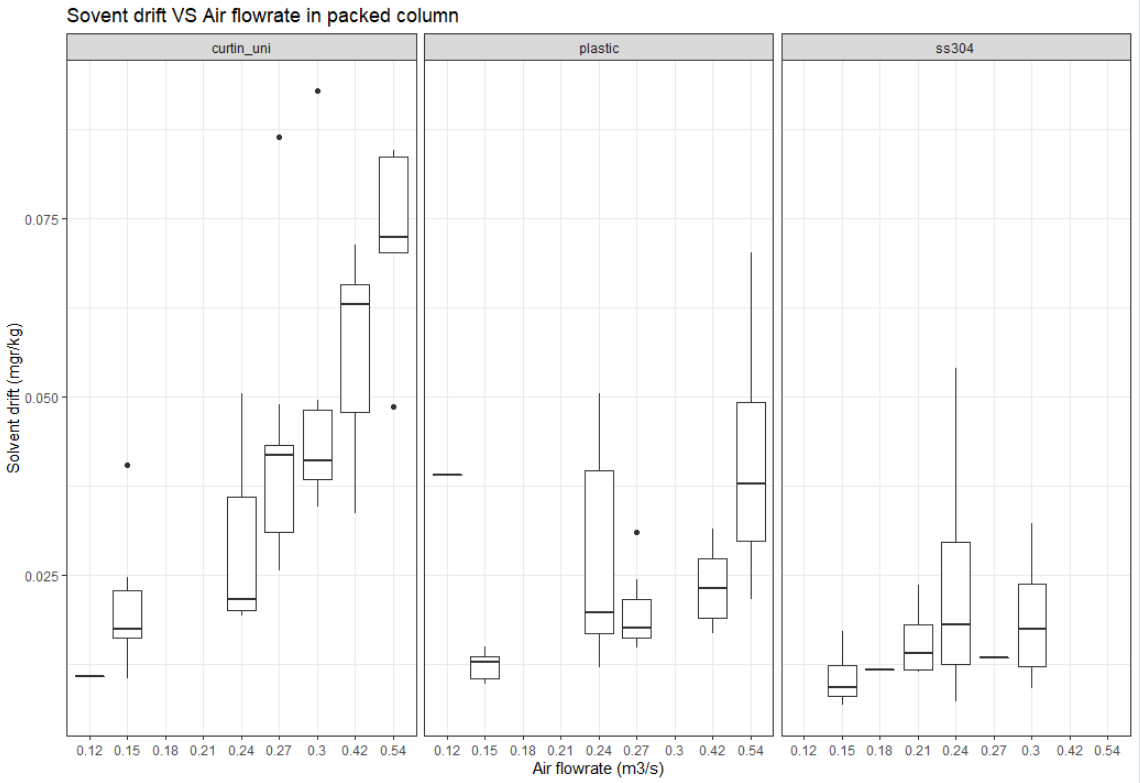 Sovent drift VS Air flowrate in packed column
curtin_uni plastic ss304
0.075
0.050
0.025
Solvent drift (mgr/kg)
0.12 0.15 0.18 0.21 0.24 0.27 0.3 0.42 0.54 0.12 0.15 0.18 0.21 0.24 0.27 0.3 0.42 0.54 0.12 0.15 0.18 0.21 0.24 0.27 0.3 0.42 0.54
Air flowrate (m3/s)